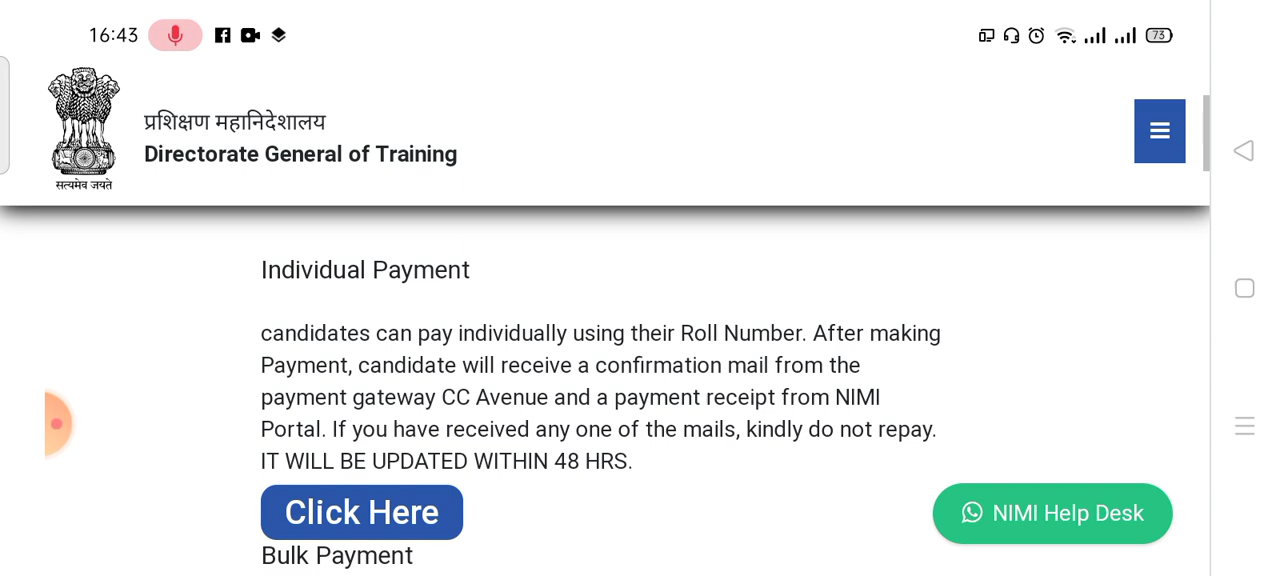 16:43
73
प्रशिक्षण महानिदेशालय
Directorate General of Training
सत्यमेव जयते
Individual Payment
candidates can pay individually using their Roll Number. After making
Payment, candidate will receive a confirmation mail from the
payment gateway CC Avenue and a payment receipt from NIMI
Portal. If you have received any one of the mails, kindly do not repay.
IT WILL BE UPDATED WITHIN 48 HRS.
Click Here
NIMI Help Desk
Bulk Payment